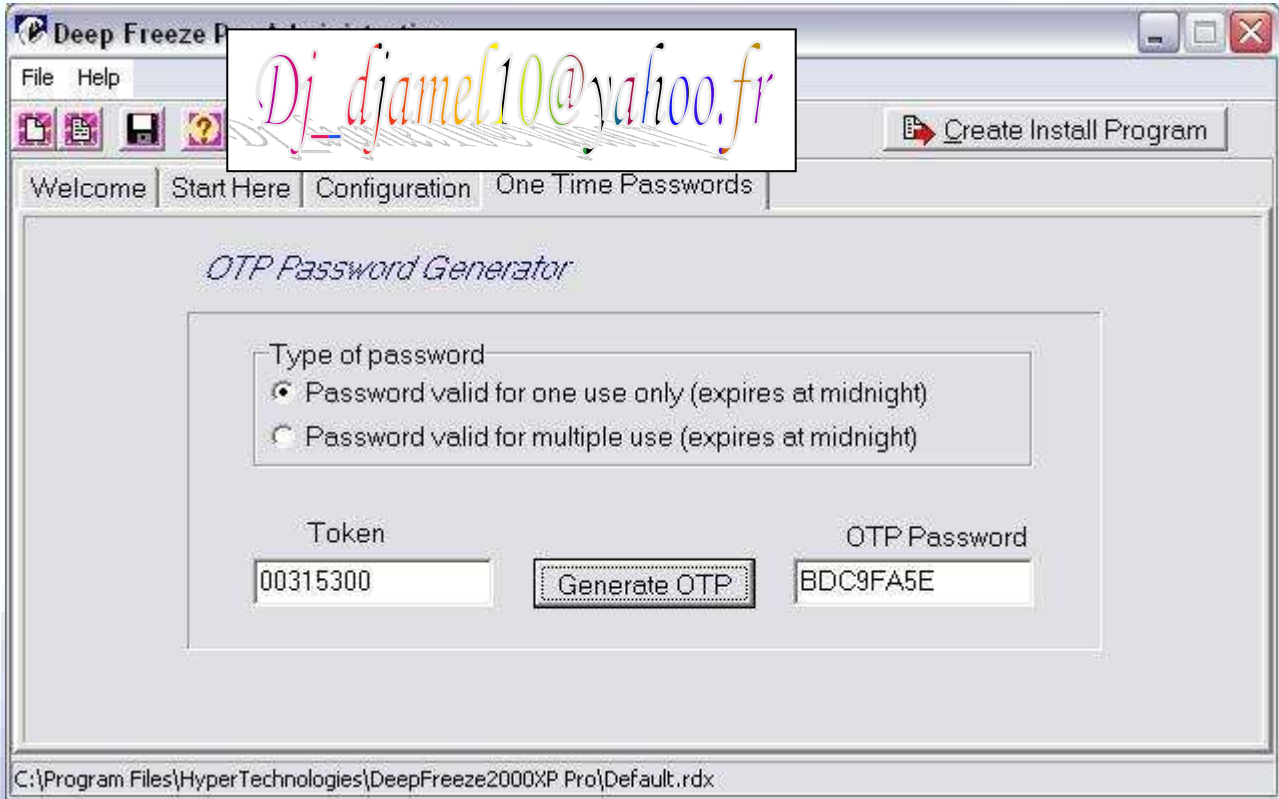 Deep Freeze P
Dj_djamel10@yahoo.fr
File Help
Create Install Program
Welcome Start Here Configuration One Time Passwords
OTP Password Generator
Type of password
Password valid for one use only (expires at midnight)
Password valid for multiple use (expires at midnight)
Token
OTP Password
00315300
Generate OTP
BDC9FA5E
C:\Program Files\HyperTechnologies\DeepFreeze2000XP Pro\Default.rdx